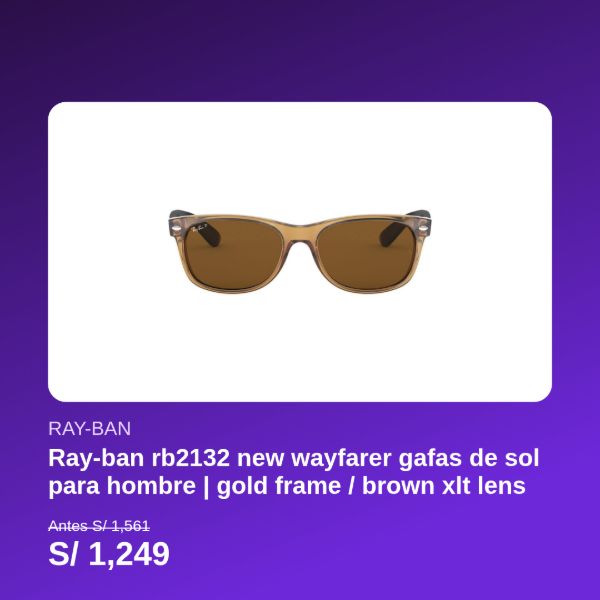 RAY-BAN
Ray-ban rb2132 new wayfarer gafas de sol
para hombre | gold frame / brown xlt lens
Antes S/ 1,561
S/ 1,249